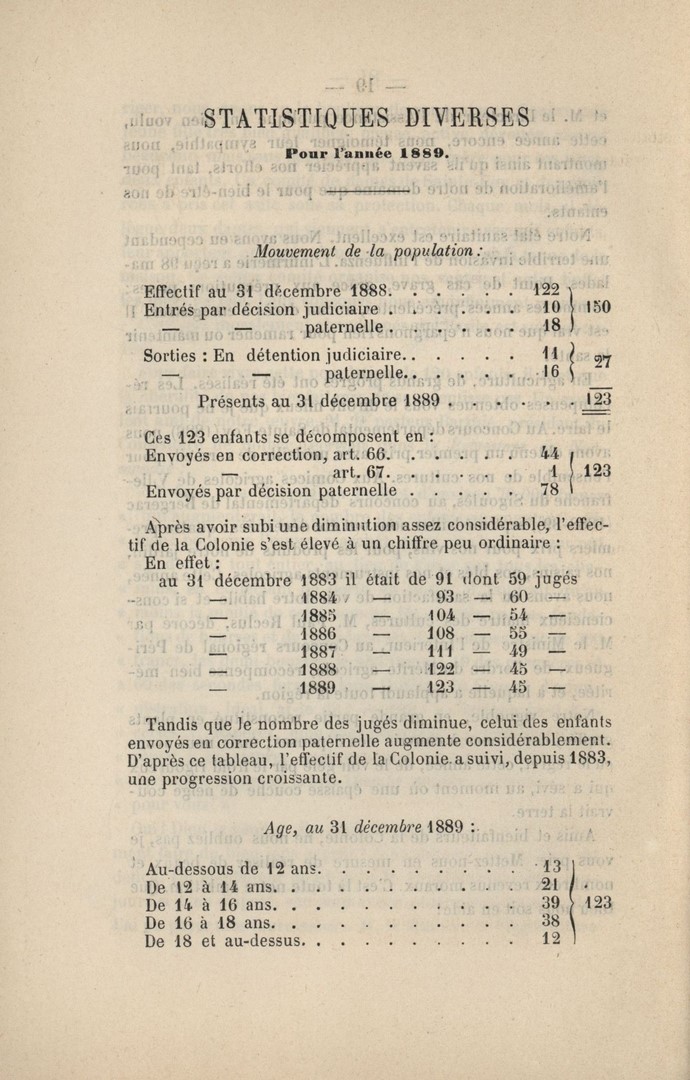 STATISTIQUES DIVERSES
Pour l'année 1889.
Mouvement de la population :
Effectif au 31 décembre 1888. . . . . . 122
Entrés par décision judiciaire . . . . . . 10 150
— — paternelle . . . . . . 18
Sorties : En détention judiciaire. . . . . . 11
27
— — paternelle. . . . . . 16
Présents au 31 décembre 1889 . . . . . . 123
Ces 123 enfants se décomposent en :
Envoyés en correction, art. 66. . . . . . 44
— art. 67. . . . . . 1 123
Envoyés par décision paternelle . . . . . 78
Après avoir subi une diminution assez considérable, l'effec-
tif de la Colonie s'est élevé à un chiffre peu ordinaire :
En effet :
au 31 décembre 1883 il était de 91 dont 59 jugés
— 1884 — 93 — 60 —
— 1885 — 104 — 54 —
— 1886 — 108 — 55 —
— 1887 — 111 — 49 —
— 1888 — 122 — 45 —
— 1889 — 123 — 45 —
Tandis que le nombre des jugés diminue, celui des enfants
envoyés en correction paternelle augmente considérablement.
D'après ce tableau, l'effectif de la Colonie a suivi, depuis 1883,
une progression croissante.
Age, au 31 décembre 1889 :
Au-dessous de 12 ans. . . . . . . . . 13
De 12 à 14 ans. . . . . . . . . . 21
De 14 à 16 ans. . . . . . . . . . 39 123
De 16 à 18 ans. . . . . . . . . . 38
De 18 et au-dessus. . . . . . . . . 12